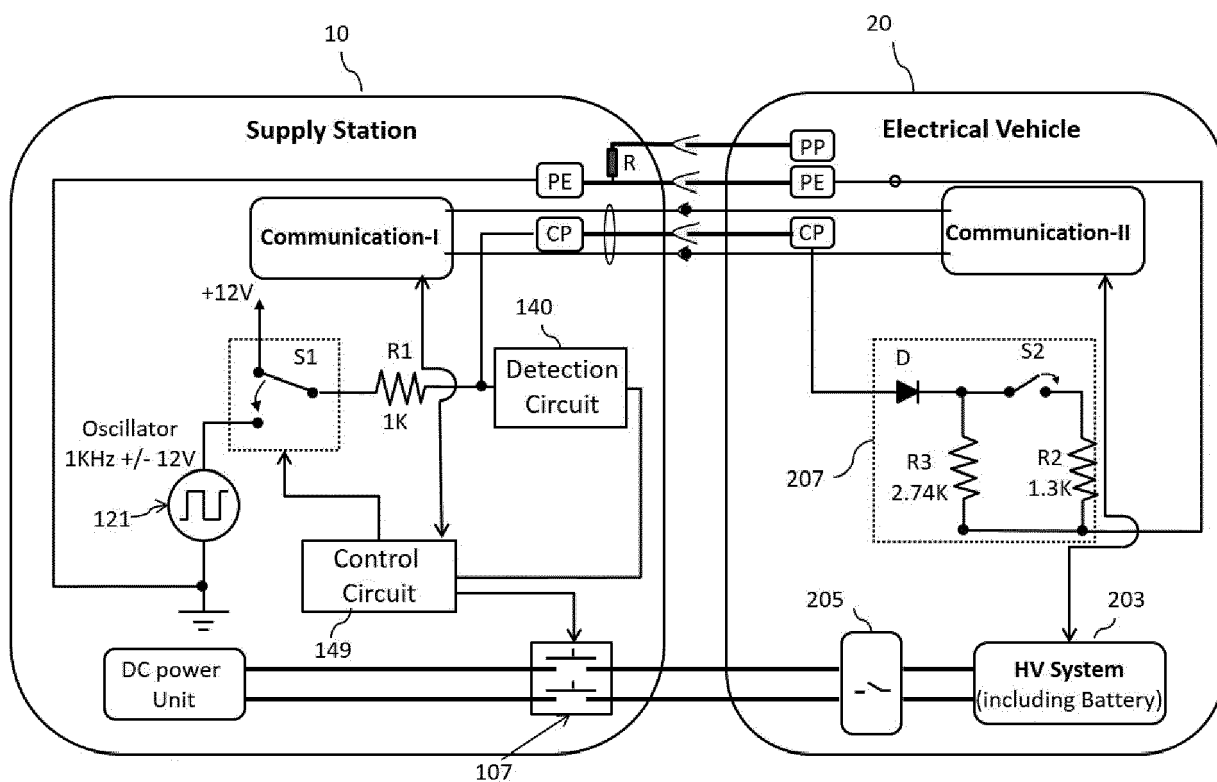 10
20
Supply Station
Electrical Vehicle
PP
R
PE
PE
Communication-I
CP
CP
Communication-II
+12V
140
S1
R1
Detection
Circuit
D
S2
1K
Oscillator
1KHz +/- 12V
R3
R2
207
2.74K
1.3K
121
Control
Circuit
149
205
203
DC power
Unit
HV System
(including Battery)
107